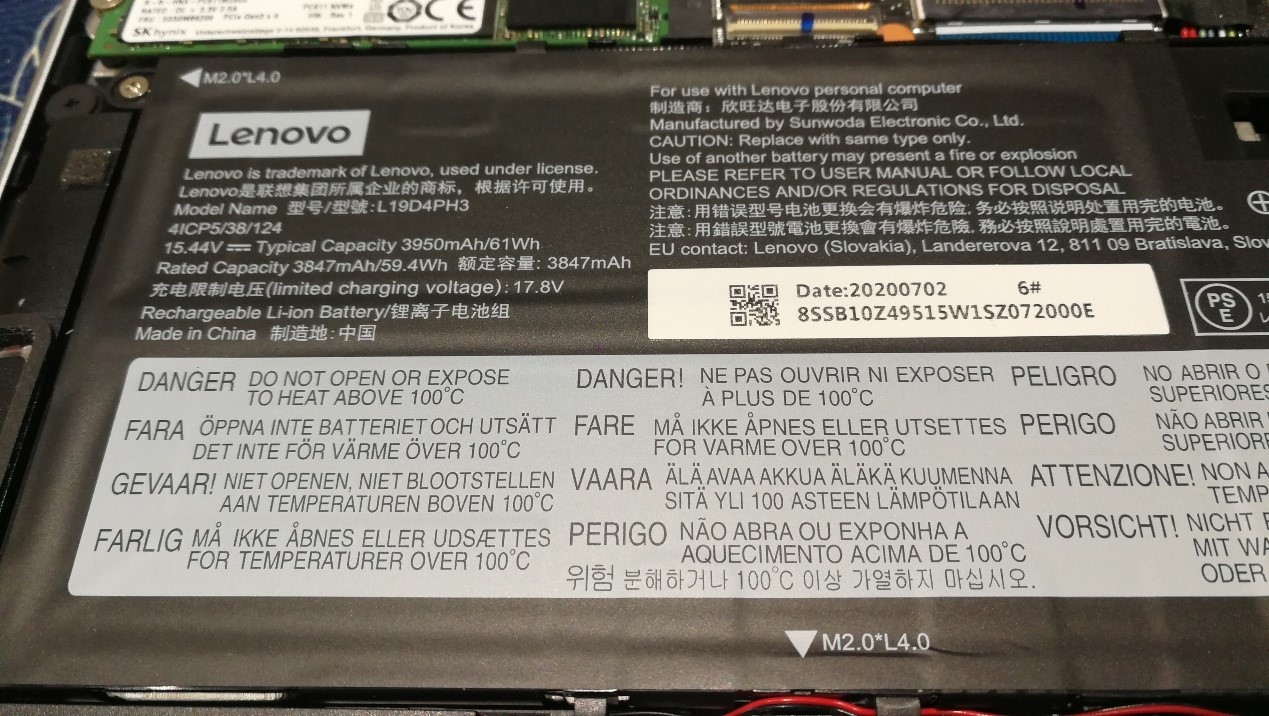 SK hynix
CE
M2.0*L4.0
Lenovo
Lenovo is trademark of Lenovo, used under license.
Lenovo是联想集团所属企业的商标，根据许可使用。
Model Name 型号/型號:L19D4PH3
4ICP5/38/124
15.44V Typical Capacity 3950mAh/61Wh
Rated Capacity 3847mAh/59.4Wh 额定容量: 3847mAh
充电限制电压(limited charging voltage):17.8V
Rechargeable Li-ion Battery/锂离子电池组
Made in China 制造地:中国
For use with Lenovo personal computer
制造商：欣旺达电子股份有限公司
Manufactured by Sunwoda Electronic Co., Ltd.
CAUTION: Replace with same type only.
Use of another battery may present a fire or explosion
PLEASE REFER TO USER MANUAL OR FOLLOW LOCAL
ORDINANCES AND/OR REGULATIONS FOR DISPOSAL
注意: 用错误型号电池更换会有爆炸危险, 务必按照说明处置用完的电池。
注意: 用錯誤型號電池更換會有爆炸危險, 務必按照說明處置用完的電池。
EU contact: Lenovo (Slovakia), Landererova 12, 811 09 Bratislava, Slov
Date:20200702 6#
8SSB10Z49515W1SZ072000E
PS
E
DANGER DO NOT OPEN OR EXPOSE
TO HEAT ABOVE 100°C
FARA ÖPPNA INTE BATTERIET OCH UTSÄTT
DET INTE FÖR VÄRME ÖVER 100°C
GEVAAR! NIET OPENEN, NIET BLOOTSTELLEN
AAN TEMPERATUREN BOVEN 100°C
FARLIG MÅ IKKE ÅBNES ELLER UDSÆTTES
FOR TEMPERATURER OVER 100°C
DANGER! NE PAS OUVRIR NI EXPOSER
À PLUS DE 100°C
FARE MÅ IKKE ÅPNES ELLER UTSETTES
FOR VARME OVER 100°C
VAARA ÄLÄ AVAA AKKUA ÄLÄKÄ KUUMENNA
SITÄ YLI 100 ASTEEN LÄMPÖTILAAN
PERIGO NÃO ABRA OU EXPONHA A
AQUECIMENTO ACIMA DE 100°C
위험 분해하거나 100°C 이상 가열하지 마십시오.
PELIGRO NO ABRIR O
SUPERIORES
PERIGO NÃO ABRIR
SUPERIOR
ATTENZIONE! NON A
TEMP
VORSICHT! NICHT
MIT WA
ODER
M2.0*L4.0